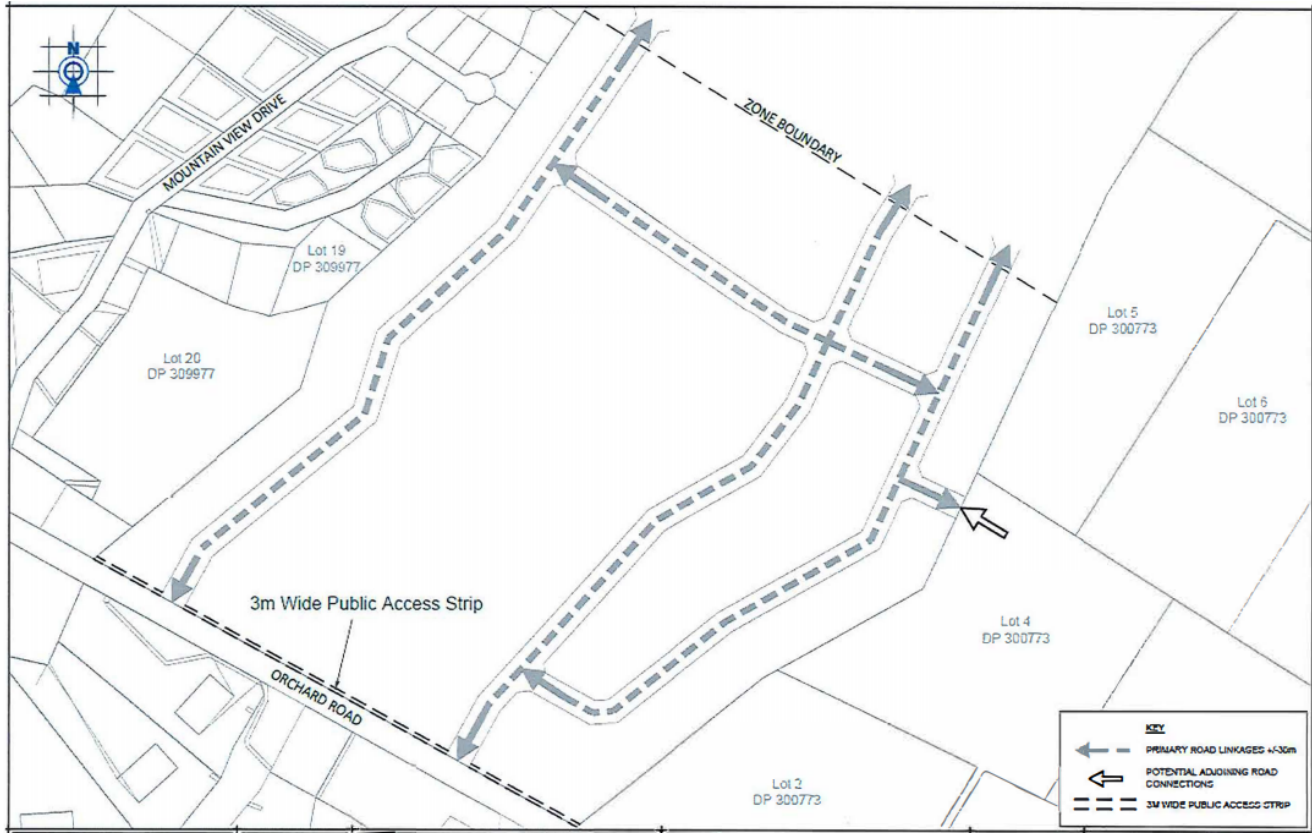 N
MOUNTAIN VIEW DRIVE
ZONE BOUNDARY
Lot 19
DP 309977
Lot 20
DP 309977
Lot 5
DP 300773
Lot 6
DP 300773
3m Wide Public Access Strip
ORCHARD ROAD
Lot 4
DP 300773
Lot 2
DP 300773
KEY
PRIMARY ROAD LINKAGES +/-30m
POTENTIAL ADJOINING ROAD
CONNECTIONS
3M WIDE PUBLIC ACCESS STRIP